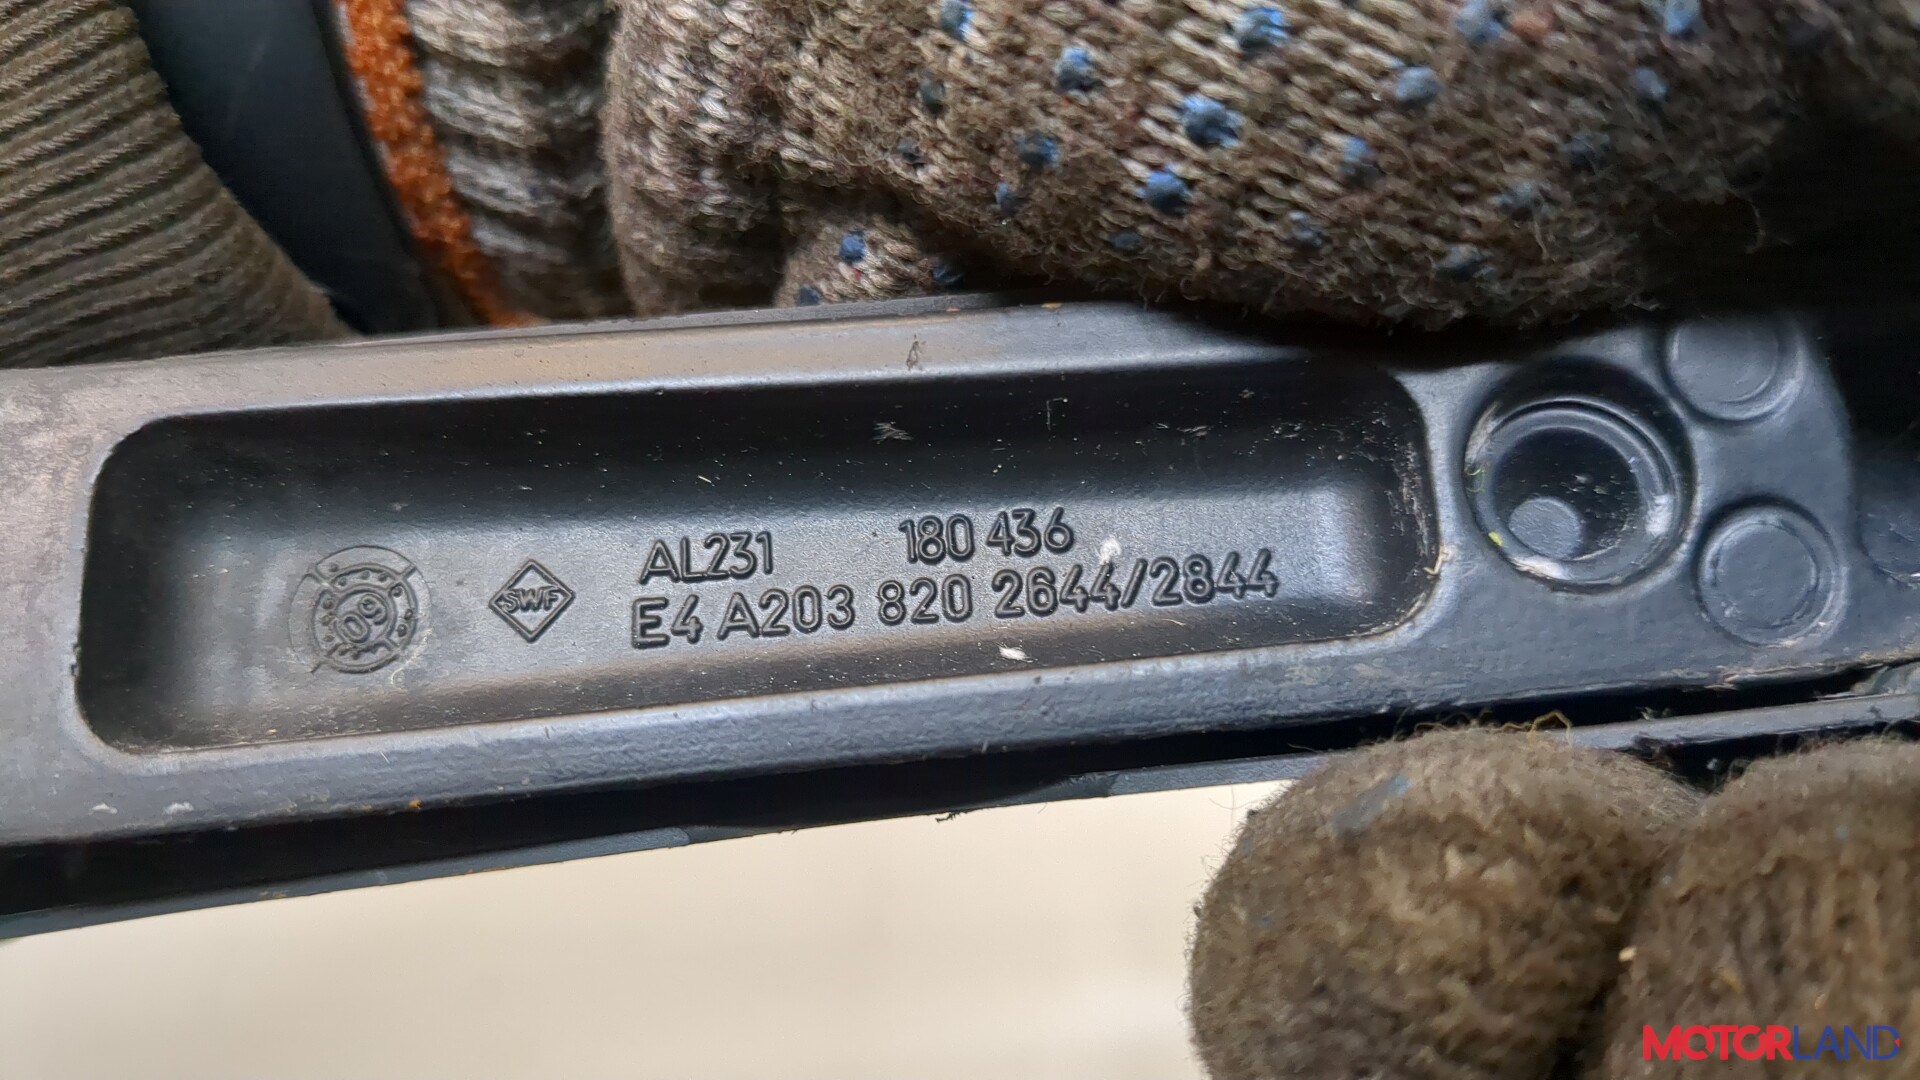 AL231 180 436
SWF E4 A203 820 2644/2844
09
MOTORLAND